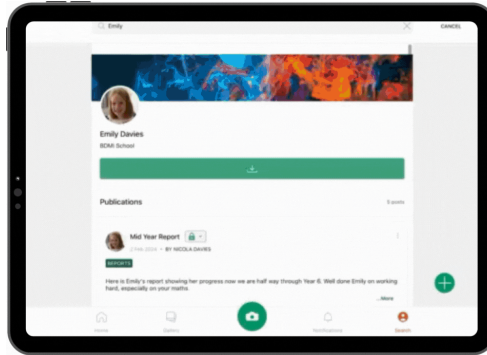 Emily
CANCEL
Emily Davies
BDMI School
Publications
5 posts
Mid Year Report
BY NICOLA DAVIES
REPORTS
Here is Emily's report showing her progress now we are half way through Year 6. Well done Emily on working
hard, especially on your maths
...More
Home
Gallery
Notifications
Search